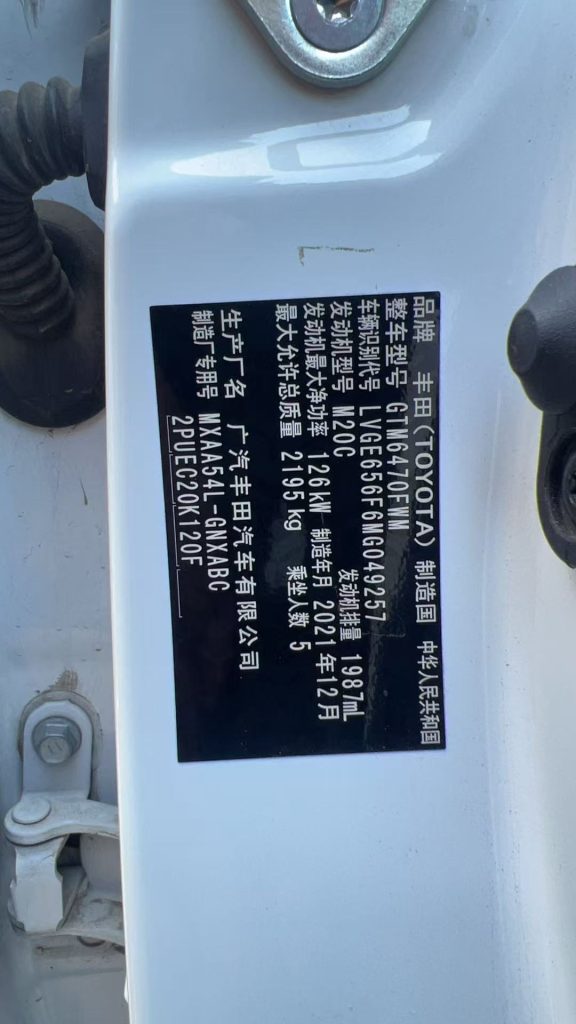 品牌 丰田(TOYOTA) 制造国 中华人民共和国
整车型号 GTM6470FWM
车辆识别代号 LVGE656F6MG049257
发动机型号 M20C 发动机排量 1987mL
发动机最大净功率 126kW 制造年月 2021年12月
最大允许总质量 2195kg 乘坐人数 5
生产厂名 广汽丰田汽车有限公司
制造厂专用号 MXAA54L-GNXABC
2PUEC20K120F